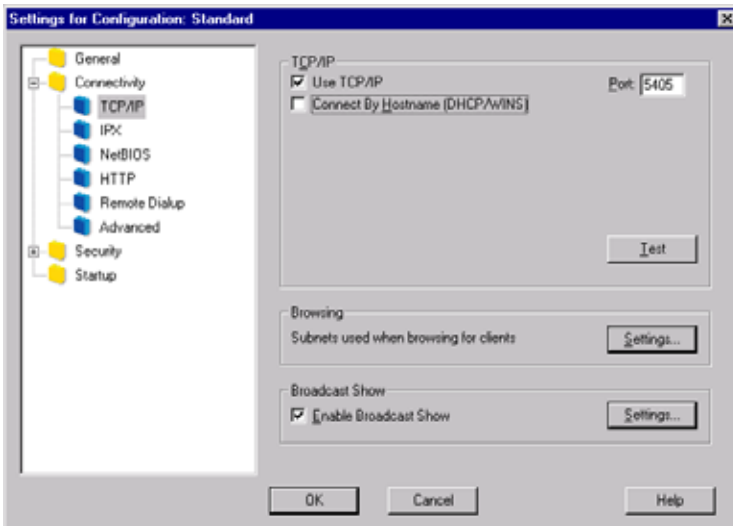 Settings for Configuration: Standard
General
Connectivity
TCP/IP
IPX
NetBIOS
HTTP
Remote Dialup
Advanced
Security
Startup
TCP/IP
Use TCP/IP
Port: 5405
Connect By Hostname (DHCP/WINS)
Test
Browsing
Subnets used when browsing for clients
Settings...
Broadcast Show
Enable Broadcast Show
Settings...
OK
Cancel
Help